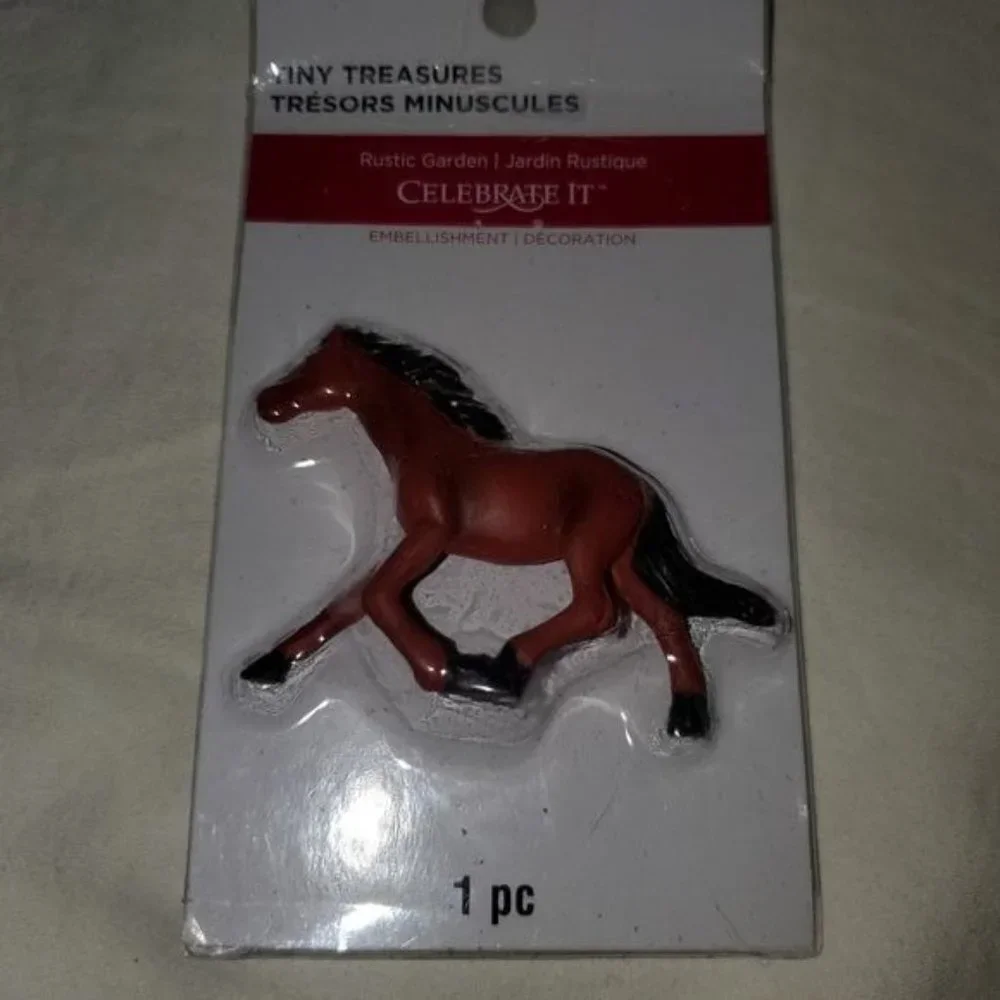 TINY TREASURES
TRÉSORS MINUSCULES
Rustic Garden | Jardin Rustique
CELEBRATE IT™
EMBELLISHMENT | DÉCORATION
1 pc